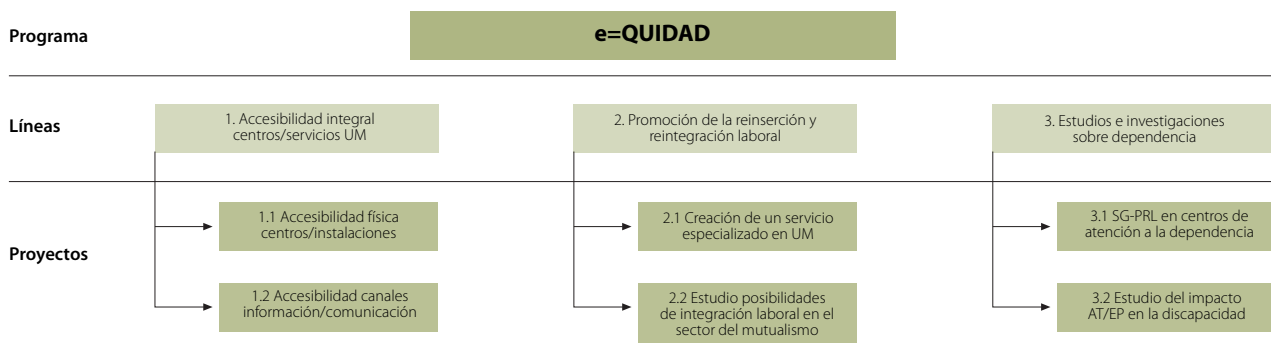 Programa
e=QUIDAD
Líneas
1. Accesibilidad integral
centros/servicios UM
2. Promoción de la reinserción y
reintegración laboral
3. Estudios e investigaciones
sobre dependencia
Proyectos
1.1 Accesibilidad física
centros/instalaciones
2.1 Creación de un servicio
especializado en UM
3.1 SG-PRL en centros de
atención a la dependencia
1.2 Accesibilidad canales
información/comunicación
2.2 Estudio posibilidades
de integración laboral en el
sector del mutualismo
3.2 Estudio del impacto
AT/EP en la discapacidad